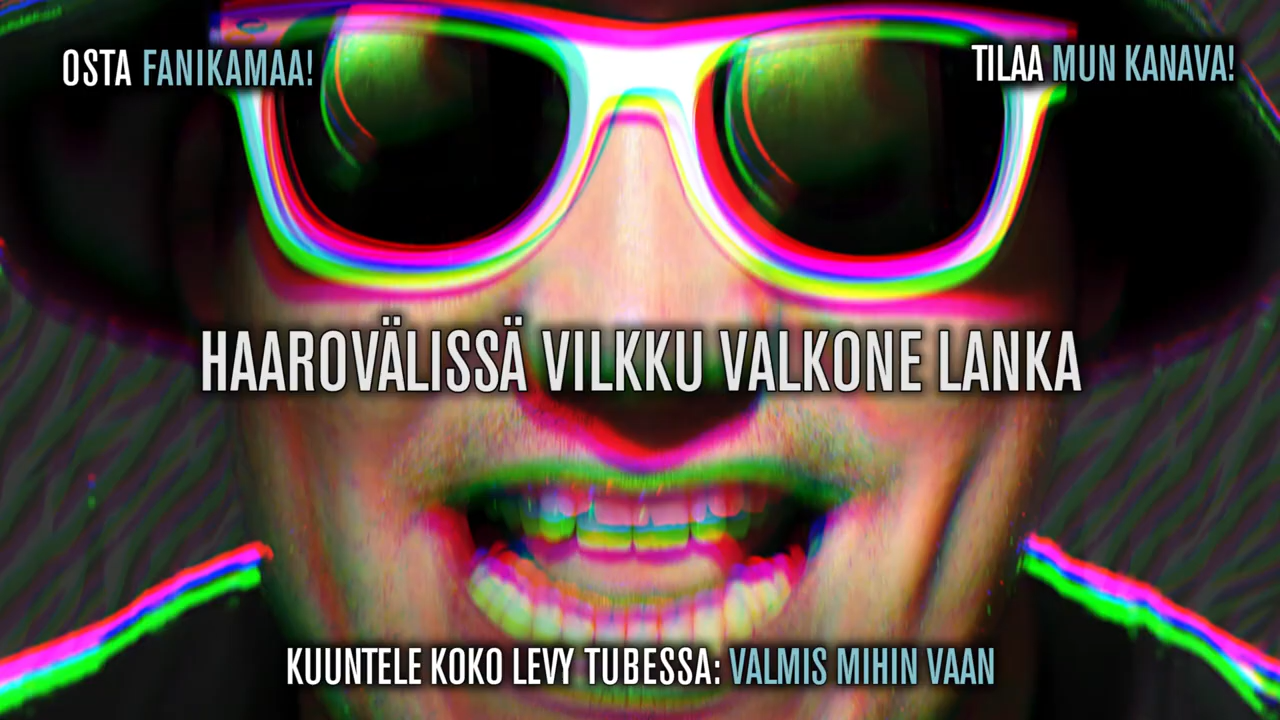 OSTA FANIKAMAA!
TILAA MUN KANAVA!
HAAROVÄLISSÄ VILKKU VALKONE LANKA
KUUNTELE KOKO LEVY TUBESSA: VALMIS MIHIN VAAN